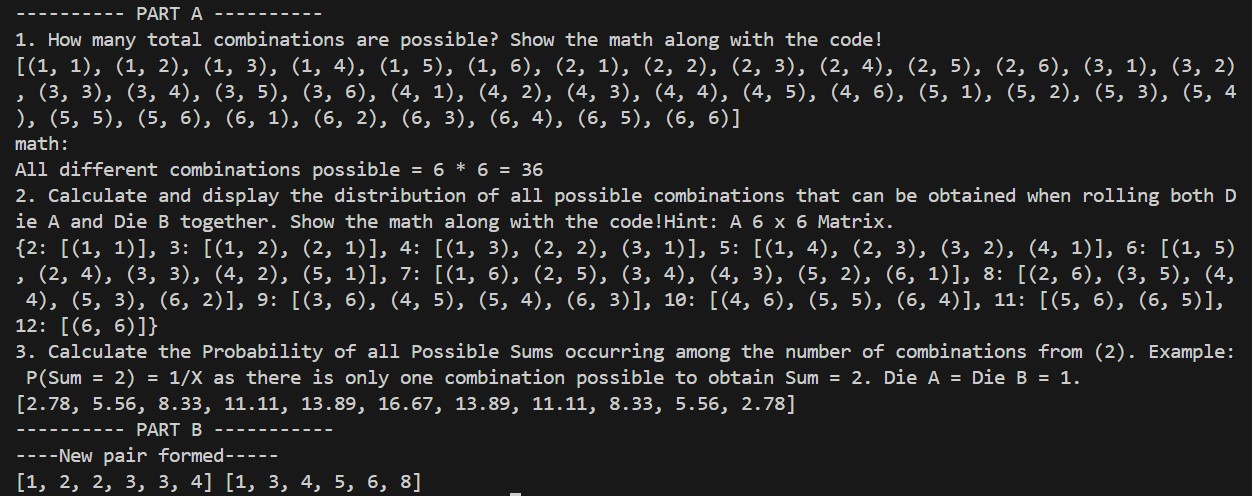 ---------- PART A ----------
1. How many total combinations are possible? Show the math along with the code!
[(1, 1), (1, 2), (1, 3), (1, 4), (1, 5), (1, 6), (2, 1), (2, 2), (2, 3), (2, 4), (2, 5), (2, 6), (3, 1), (3, 2)
, (3, 3), (3, 4), (3, 5), (3, 6), (4, 1), (4, 2), (4, 3), (4, 4), (4, 5), (4, 6), (5, 1), (5, 2), (5, 3), (5, 4
), (5, 5), (5, 6), (6, 1), (6, 2), (6, 3), (6, 4), (6, 5), (6, 6)]
math:
All different combinations possible = 6 * 6 = 36
2. Calculate and display the distribution of all possible combinations that can be obtained when rolling both D
ie A and Die B together. Show the math along with the code!Hint: A 6 x 6 Matrix.
{2: [(1, 1)], 3: [(1, 2), (2, 1)], 4: [(1, 3), (2, 2), (3, 1)], 5: [(1, 4), (2, 3), (3, 2), (4, 1)], 6: [(1, 5)
, (2, 4), (3, 3), (4, 2), (5, 1)], 7: [(1, 6), (2, 5), (3, 4), (4, 3), (5, 2), (6, 1)], 8: [(2, 6), (3, 5), (4,
 4), (5, 3), (6, 2)], 9: [(3, 6), (4, 5), (5, 4), (6, 3)], 10: [(4, 6), (5, 5), (6, 4)], 11: [(5, 6), (6, 5)],
12: [(6, 6)]}
3. Calculate the Probability of all Possible Sums occurring among the number of combinations from (2). Example:
 P(Sum = 2) = 1/X as there is only one combination possible to obtain Sum = 2. Die A = Die B = 1.
[2.78, 5.56, 8.33, 11.11, 13.89, 16.67, 13.89, 11.11, 8.33, 5.56, 2.78]
---------- PART B -----------
----New pair formed-----
[1, 2, 2, 3, 3, 4] [1, 3, 4, 5, 6, 8]